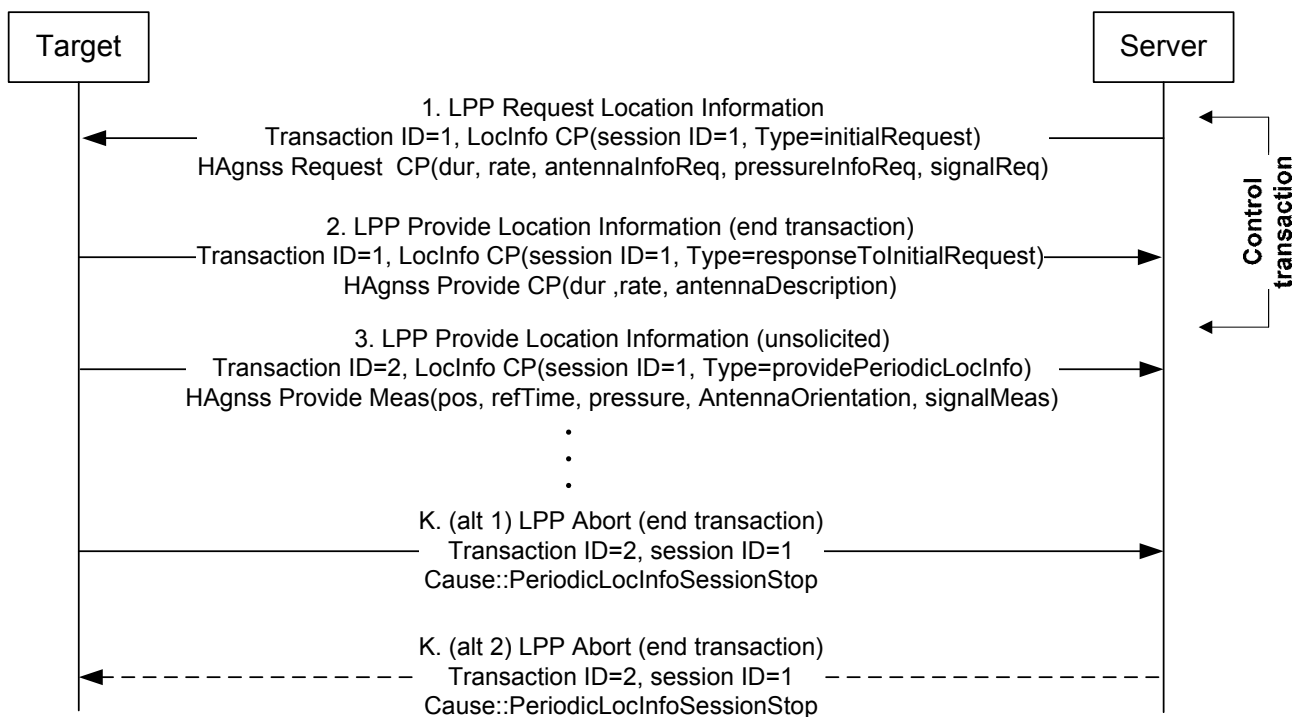 Target
Server
1. LPP Request Location Information
Transaction ID=1, LocInfo CP(session ID=1, Type=initialRequest)
HAgnss Request CP(dur, rate, antennaInfoReq, pressureInfoReq, signalReq)
Control
transaction
2. LPP Provide Location Information (end transaction)
Transaction ID=1, LocInfo CP(session ID=1, Type=responseToInitialRequest)
HAgnss Provide CP(dur ,rate, antennaDescription)
3. LPP Provide Location Information (unsolicited)
Transaction ID=2, LocInfo CP(session ID=1, Type=providePeriodicLocInfo)
HAgnss Provide Meas(pos, refTime, pressure, AntennaOrientation, signalMeas)
.
.
.
K. (alt 1) LPP Abort (end transaction)
Transaction ID=2, session ID=1
Cause::PeriodicLocInfoSessionStop
K. (alt 2) LPP Abort (end transaction)
Transaction ID=2, session ID=1
Cause::PeriodicLocInfoSessionStop